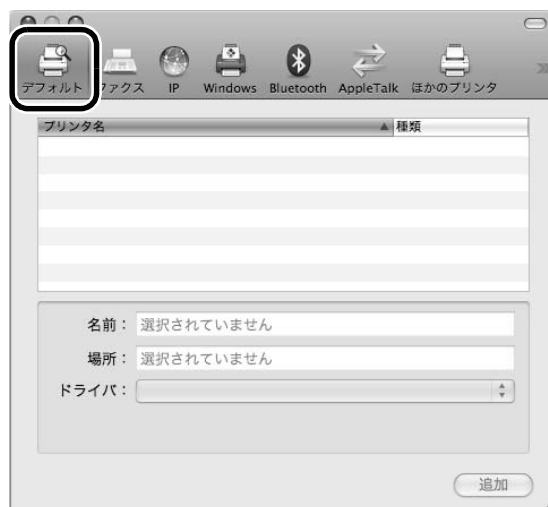 デフォルト ファクス IP Windows Bluetooth AppleTalk ほかのプリンタ
プリンタ名 種類
名前： 選択されていません
場所： 選択されていません
ドライバ：
追加